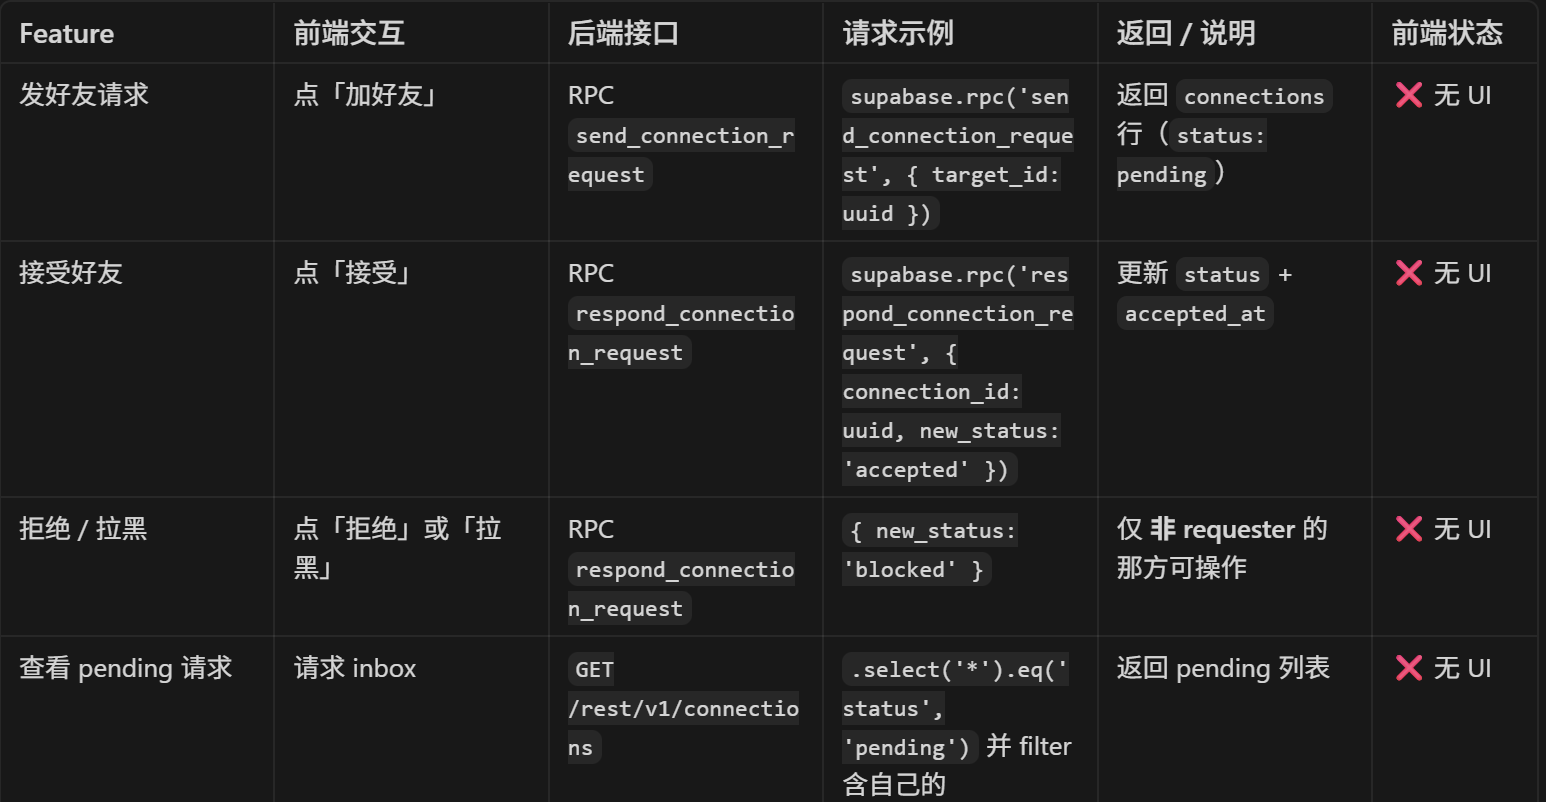 Feature 前端交互 后端接口 请求示例 返回 / 说明 前端状态
发好友请求
点「加好友」
RPC
send_connection_r
equest
supabase.rpc('sen
d_connection_reque
st', { target_id:
uuid })
返回 connections
行（status:
pending）
❌ 无 UI
接受好友
点「接受」
RPC
respond_connectio
n_request
supabase.rpc('res
pond_connection_re
quest', {
connection_id:
uuid, new_status:
'accepted' })
更新 status +
accepted_at
❌ 无 UI
拒绝 / 拉黑
点「拒绝」或「拉
黑」
RPC
respond_connectio
n_request
{ new_status:
'blocked' }
仅 非 requester 的
那方可操作
❌ 无 UI
查看 pending 请求
请求 inbox
GET
/rest/v1/connectio
ns
.select('*').eq('
status',
'pending') 并 filter
含自己的
返回 pending 列表
❌ 无 UI